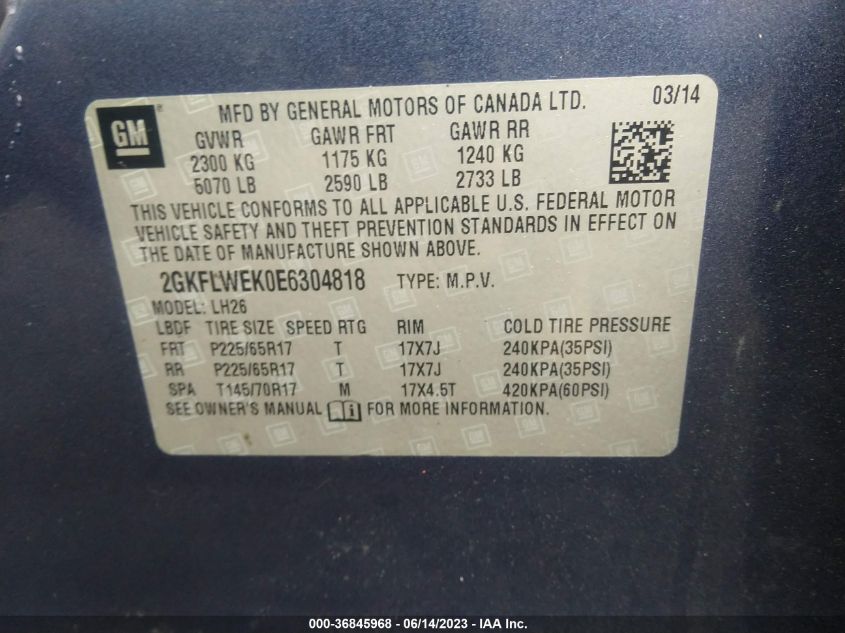 GM ®
MFD BY GENERAL MOTORS OF CANADA LTD. 03/14
GVWR GAWR FRT GAWR RR
2300 KG 1175 KG 1240 KG
5070 LB 2590 LB 2733 LB
THIS VEHICLE CONFORMS TO ALL APPLICABLE U.S. FEDERAL MOTOR
VEHICLE SAFETY AND THEFT PREVENTION STANDARDS IN EFFECT ON
THE DATE OF MANUFACTURE SHOWN ABOVE.
2GKFLWEK0E6304818 TYPE: M.P.V.
MODEL: LH26
LBDF TIRE SIZE SPEED RTG RIM COLD TIRE PRESSURE
FRT P225/65R17 T 17X7J 240KPA(35PSI)
RR P225/65R17 T 17X7J 240KPA(35PSI)
SPA T145/70R17 M 17X4.5T 420KPA(60PSI)
SEE OWNER'S MANUAL i FOR MORE INFORMATION.
000-36845968 - 06/14/2023 - IAA Inc.